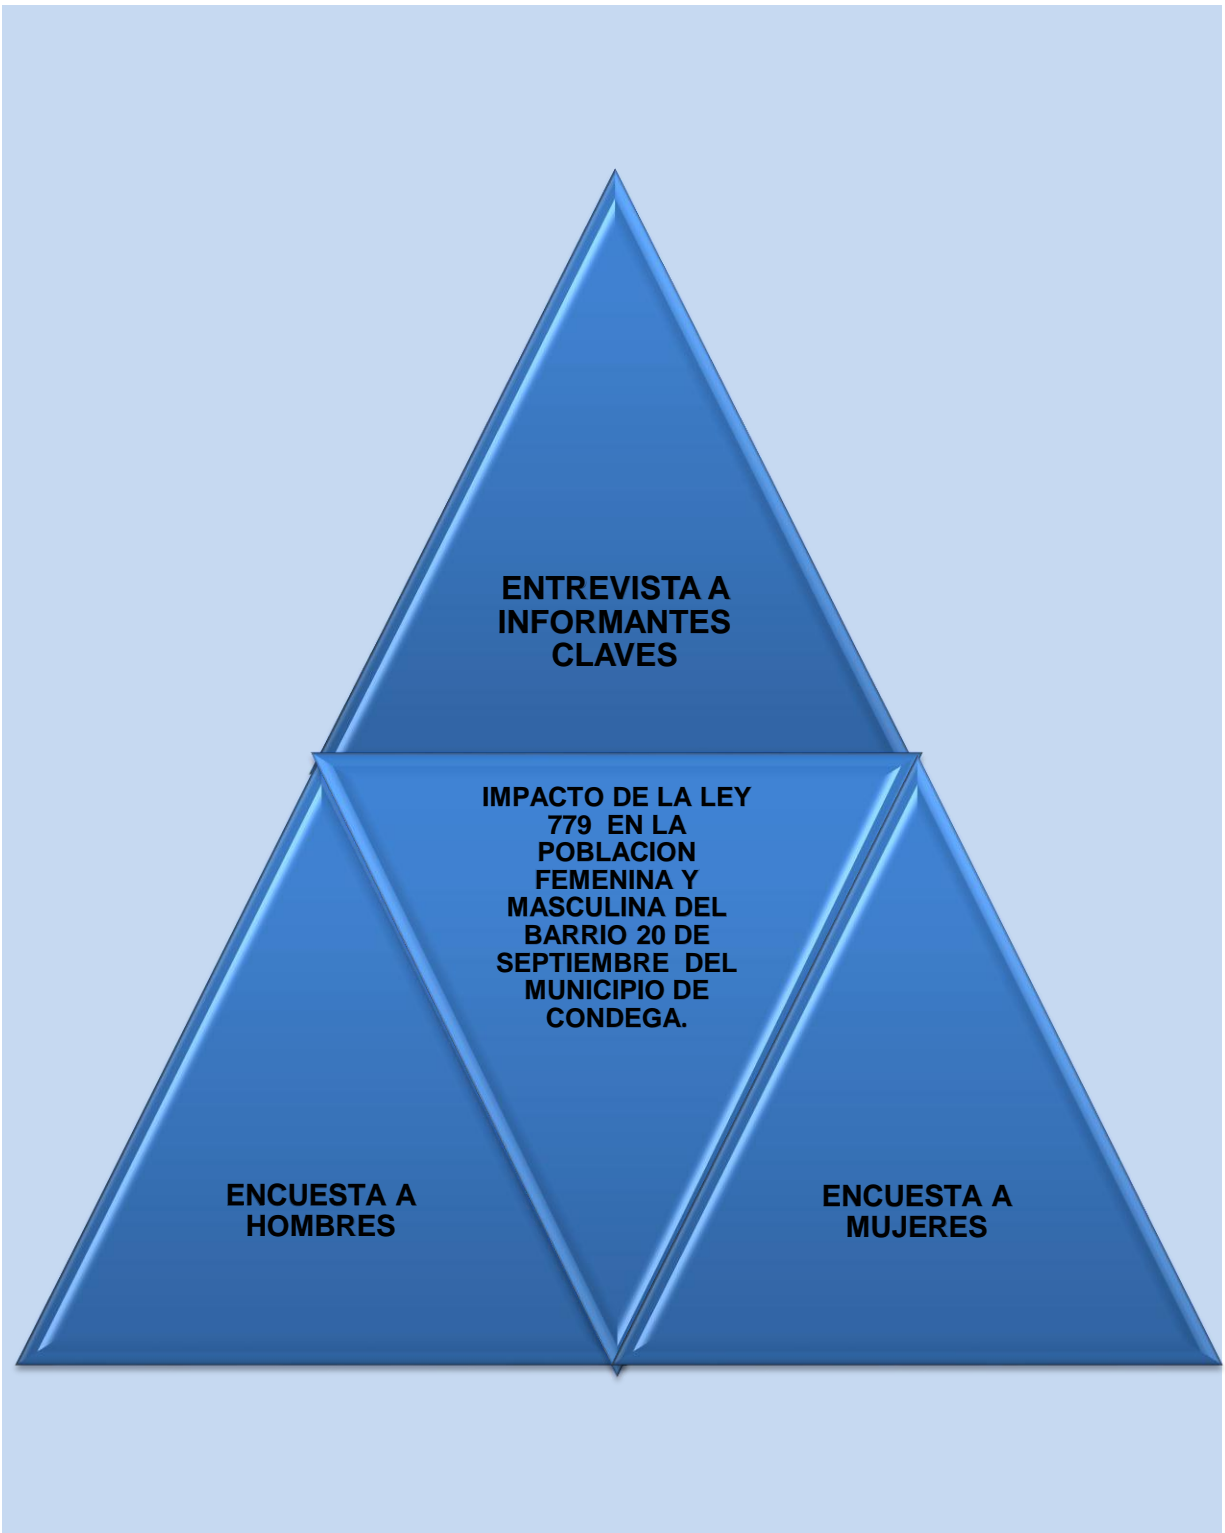 ENTREVISTA A
INFORMANTES
CLAVES
IMPACTO DE LA LEY
779 EN LA
POBLACION
FEMENINA Y
MASCULINA DEL
BARRIO 20 DE
SEPTIEMBRE DEL
MUNICIPIO DE
CONDEGA.
ENCUESTA A
HOMBRES
ENCUESTA A
MUJERES